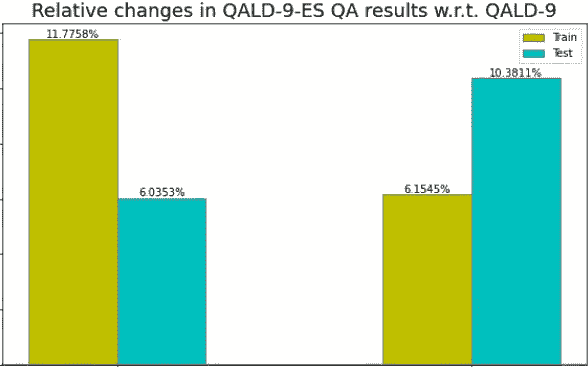 Relative changes in QALD-9-ES QA results w.r.t. QALD-9
11.7758%
Train
Test
10.3811%
6.0353%
6.1545%